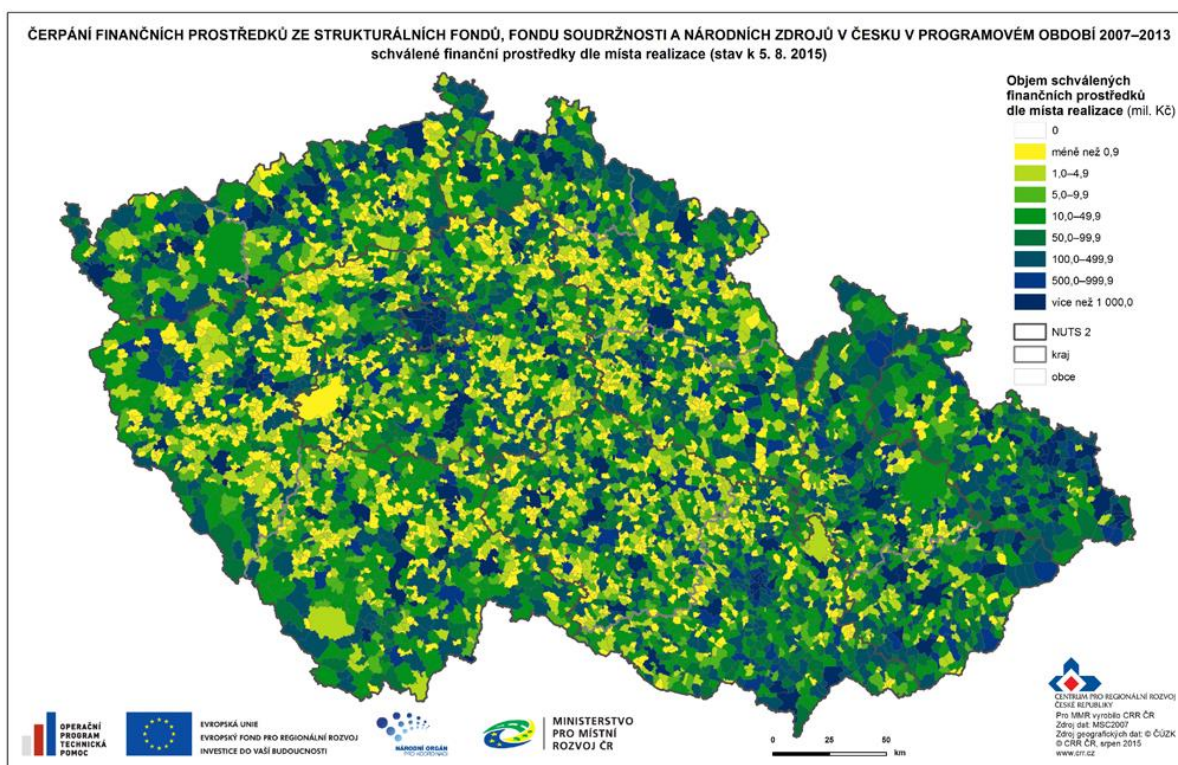 ČERPÁNÍ FINANČNÍCH PROSTŘEDKŮ ZE STRUKTURÁLNÍCH FONDŮ, FONDU SOUDRŽNOSTI A NÁRODNÍCH ZDROJŮ V ČESKU V PROGRAMOVÉM OBDOBÍ 2007–2013
schválené finanční prostředky dle místa realizace (stav k 5. 8. 2015)
Objem schválených
finančních prostředků
dle místa realizace (mil. Kč)
0
méně než 0,9
1,0–4,9
5,0–9,9
10,0–49,9
50,0–99,9
100,0–499,9
500,0–999,9
více než 1 000,0
NUTS 2
kraj
obce
OPERAČNÍ
PROGRAM
TECHNICKÁ
POMOC
EVROPSKÁ UNIE
EVROPSKÝ FOND PRO REGIONÁLNÍ ROZVOJ
INVESTICE DO VAŠÍ BUDOUCNOSTI
NÁRODNÍ ORGÁN
PRO KOORDINACI
MINISTERSTVO
PRO MÍSTNÍ
ROZVOJ ČR
0 25 50
km
CENTRUM PRO REGIONÁLNÍ ROZVOJ
ČESKÉ REPUBLIKY
Pro MMR vyrobilo CRR ČR
Zdroj dat: MSC2007
Zdroj geografických dat: © ČÚZK
© CRR ČR, srpen 2015
www.crr.cz